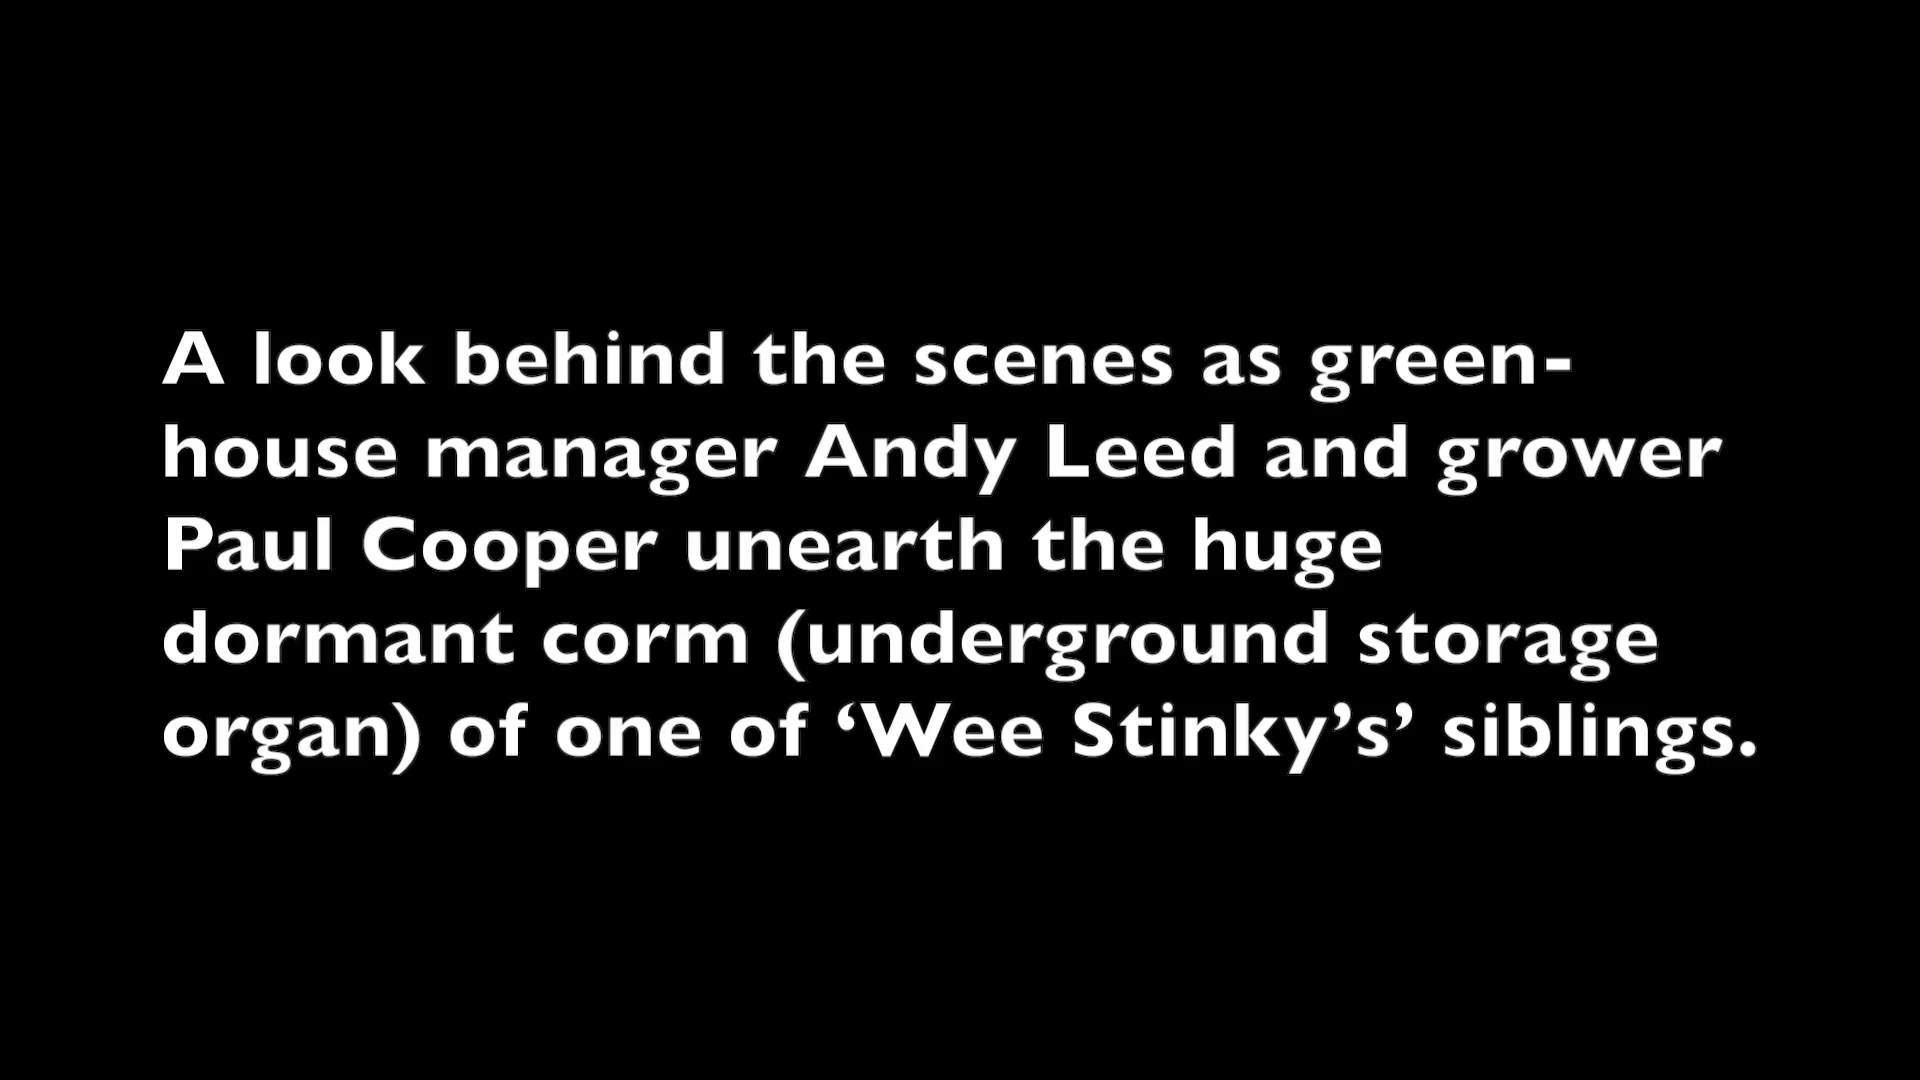 A look behind the scenes as green-
house manager Andy Leed and grower
Paul Cooper unearth the huge
dormant corm (underground storage
organ) of one of ‘Wee Stinky’s’ siblings.